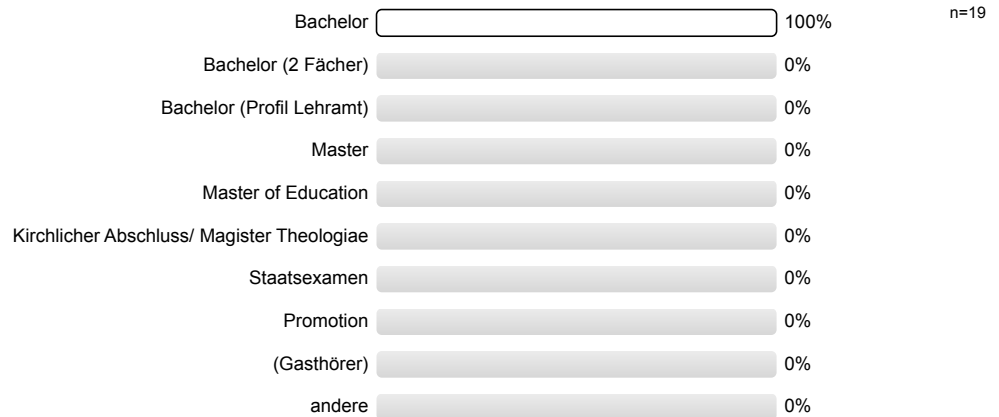 Bachelor 100% n=19
Bachelor (2 Fächer) 0%
Bachelor (Profil Lehramt) 0%
Master 0%
Master of Education 0%
Kirchlicher Abschluss/ Magister Theologiae 0%
Staatsexamen 0%
Promotion 0%
(Gasthörer) 0%
andere 0%